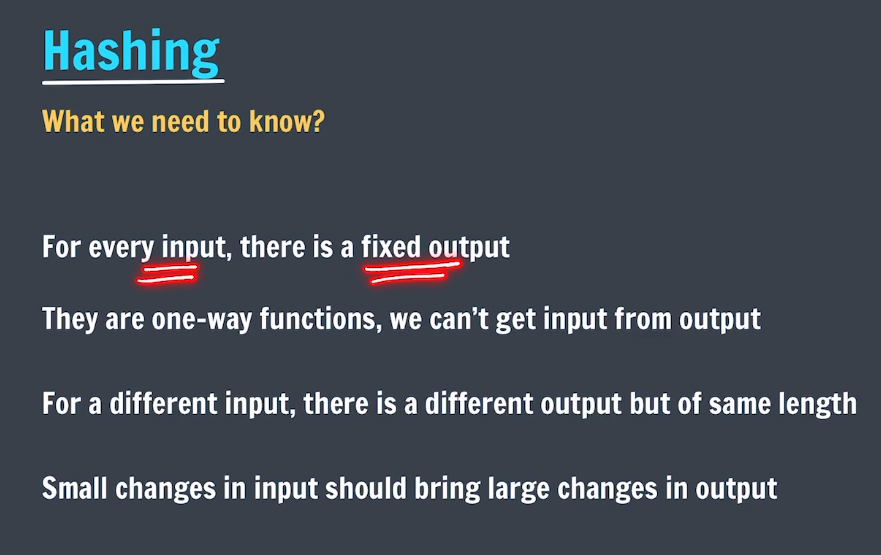 Hashing
What we need to know?
For every input, there is a fixed output
They are one-way functions, we can't get input from output
For a different input, there is a different output but of same length
Small changes in input should bring large changes in output